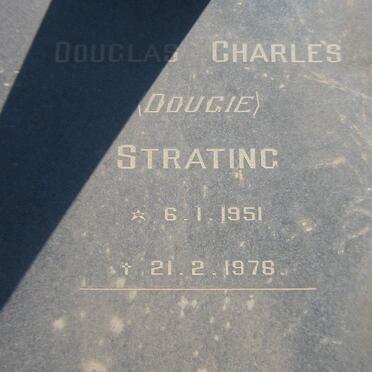 DOUGLAS CHARLES
(DOUGIE)
STRATING
☆ 6.1.1951
† 21.2.1978